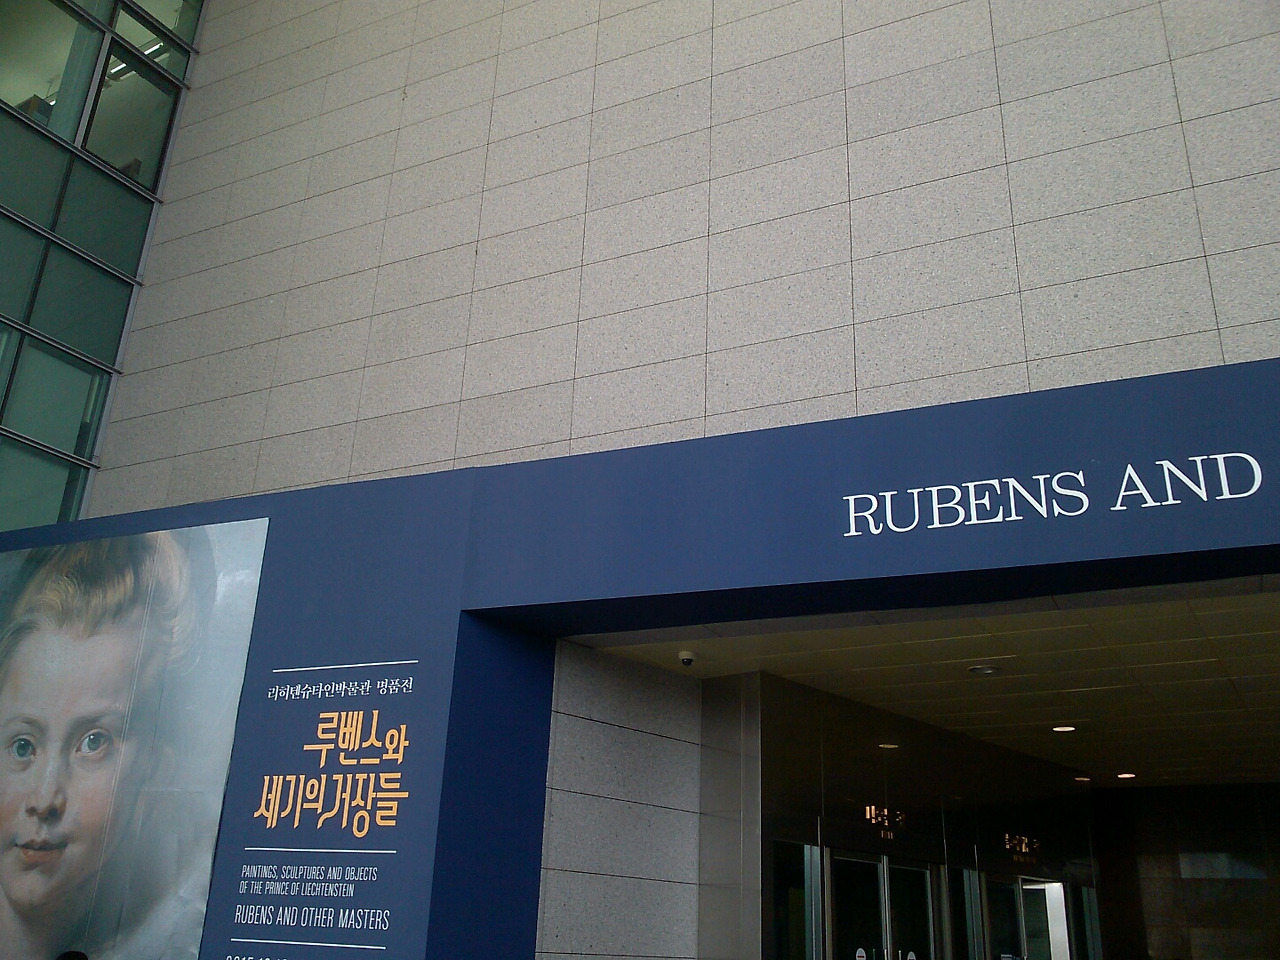 RUBENS AND
리히텐슈타인박물관 명품전
루벤스와
세기의 거장들
PAINTINGS, SCULPTURES AND OBJECTS
OF THE PRINCE OF LIECHTENSTEIN
RUBENS AND OTHER MASTERS